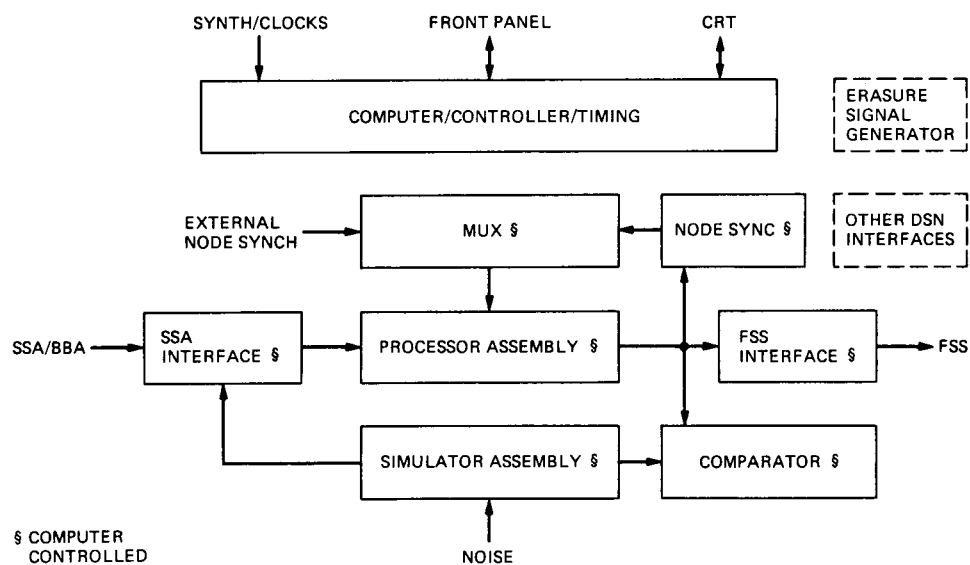 SYNTH/CLOCKS
FRONT PANEL
CRT
COMPUTER/CONTROLLER/TIMING
ERASURE
SIGNAL
GENERATOR
EXTERNAL
NODE SYNCH
MUX §
NODE SYNC §
OTHER DSN
INTERFACES
SSA/BBA
SSA
INTERFACE §
PROCESSOR ASSEMBLY §
FSS
INTERFACE §
FSS
SIMULATOR ASSEMBLY §
COMPARATOR §
§ COMPUTER
CONTROLLED
NOISE